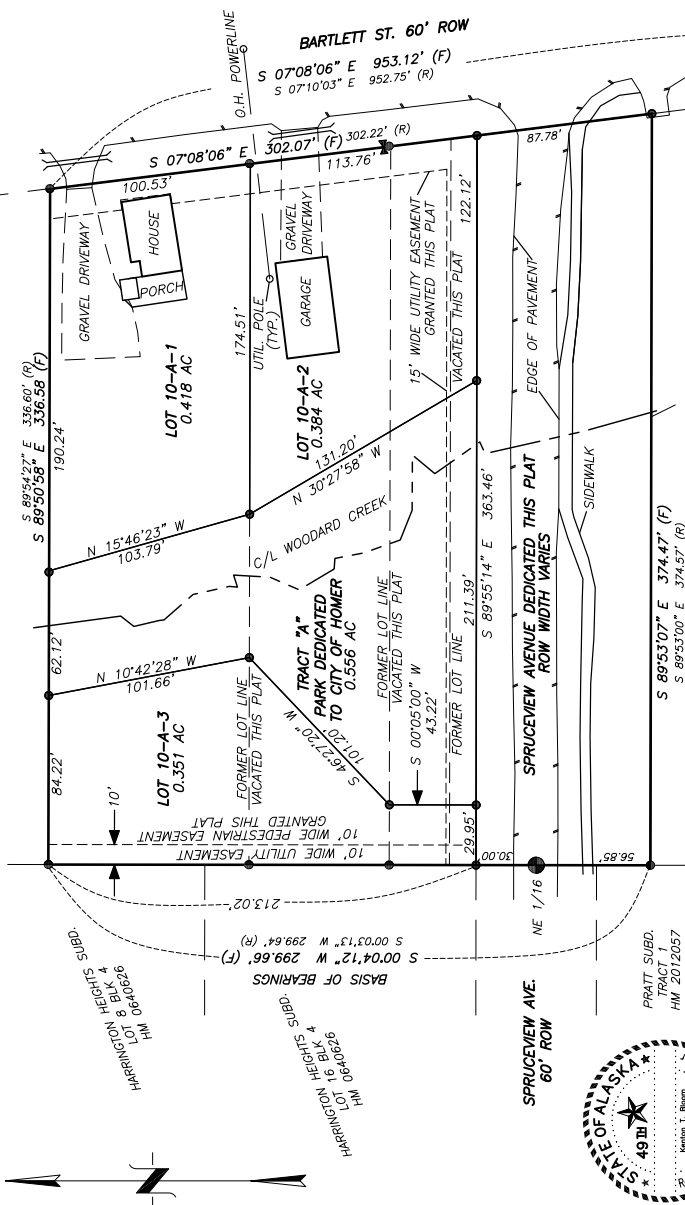 BARTLETT ST. 60' ROW
S 07°08'06" E 953.12' (F)
S 07°10'03" E 952.75' (R)
O.H. POWERLINE
S 07°08'06" E 302.07' (F)
302.22' (R)
100.53'
113.76'
87.78'
GRAVEL DRIVEWAY
HOUSE
PORCH
GRAVEL
DRIVEWAY
GARAGE
UTIL. POLE
(TYP.)
174.51'
122.12'
15' WIDE UTILITY EASEMENT
GRANTED THIS PLAT
VACATED THIS PLAT
EDGE OF PAVEMENT
S 89°54'27" E 336.60' (R)
S 89°50'58" E 336.58 (F)
190.24'
LOT 10-A-1
0.418 AC
LOT 10-A-2
0.384 AC
131.20'
N 30°27'58" W
N 15°46'23" W
103.79'
C/L WOODARD CREEK
62.12'
N 10°42'28" W
101.66'
TRACT "A"
PARK DEDICATED
TO CITY OF HOMER
0.556 AC
S 46°27'20" W
101.20'
FORMER LOT LINE
VACATED THIS PLAT
FORMER LOT LINE
VACATED THIS PLAT
S 00°05'00" W
43.22'
FORMER LOT LINE
211.39'
S 89°55'14" E 363.46'
SPRUCEVIEW AVENUE DEDICATED THIS PLAT
ROW WIDTH VARIES
SIDEWALK
S 89°53'07" E 374.47' (F)
S 89°53'00" E 374.57' (R)
84.22'
LOT 10-A-3
0.351 AC
10'
10' WIDE PEDESTRIAN EASEMENT
GRANTED THIS PLAT
10' WIDE UTILITY EASEMENT
29.95'
30.00'
56.85'
NE 1/16
213.02'
BASIS OF BEARINGS
S 00°04'12" W 299.66' (F)
S 00°03'13" W 299.64' (R)
HARRINGTON HEIGHTS SUBD.
LOT 8 BLK 4
HM 0640626
HARRINGTON HEIGHTS SUBD.
LOT 16 BLK 4
HM 0640626
SPRUCEVIEW AVE.
60' ROW
PRATT SUBD.
TRACT 1
HM 2012057
N
STATE OF ALASKA
49TH
Kenton T. Bloom